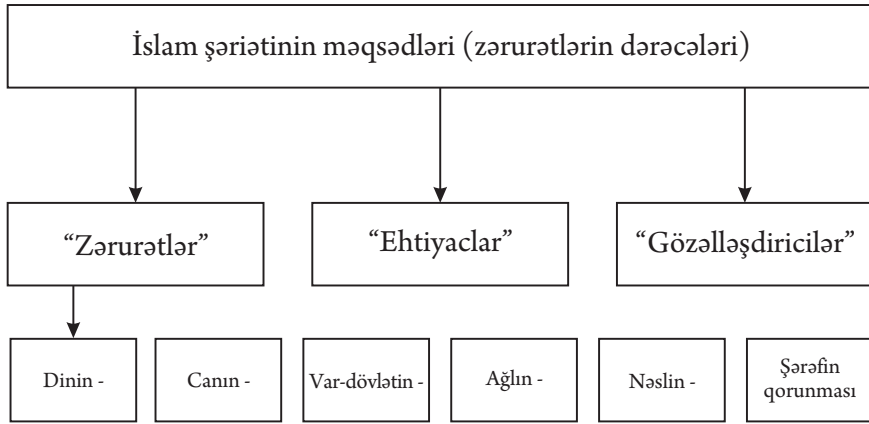 İslam şəriətinin məqsədləri (zərurətlərin dərəcələri)
“Zərurətlər”
“Ehtiyaclar”
“Gözəlləşdiricilər”
Dinin -
Canın -
Var-dövlətin -
Ağlın -
Nəslin -
Şərəfin
qorunması